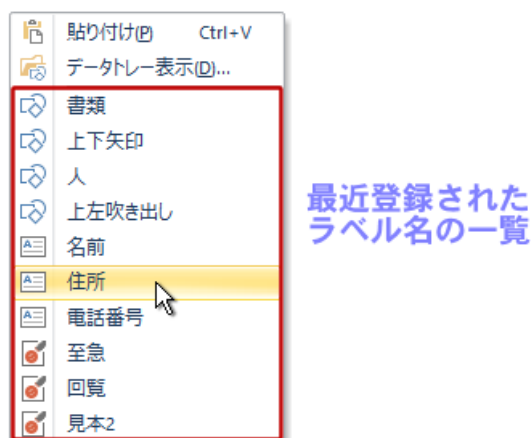 貼り付け(P) Ctrl+V
データトレー表示(D)...
書類
上下矢印
人
上左吹き出し
名前
住所
電話番号
至急
回覧
見本2
最近登録された
ラベル名の一覧